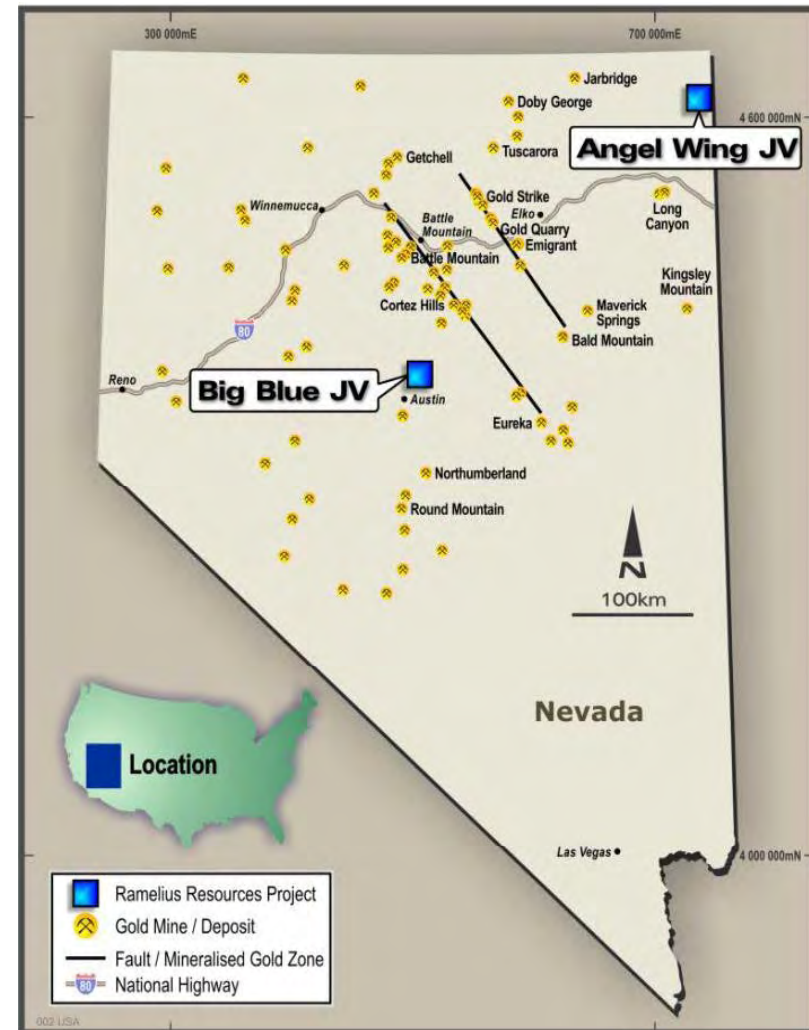 300 000mE
700 000mE
Jarbridge
Doby George
4 600 000mN
Angel Wing JV
Tuscarora
Getchell
Gold Strike
Winnemucca
Elko
Long
Canyon
Battle
Mountain
Gold Quarry
Emigrant
Battle Mountain
Kingsley
Mountain
Cortez Hills
Maverick
Springs
80
Bald Mountain
Reno
Big Blue JV
Austin
Eureka
Northumberland
Round Mountain
N
100km
Nevada
Location
Las Vegas
4 000 000mN
Ramelius Resources Project
Gold Mine / Deposit
Fault / Mineralised Gold Zone
80
National Highway
002 USA